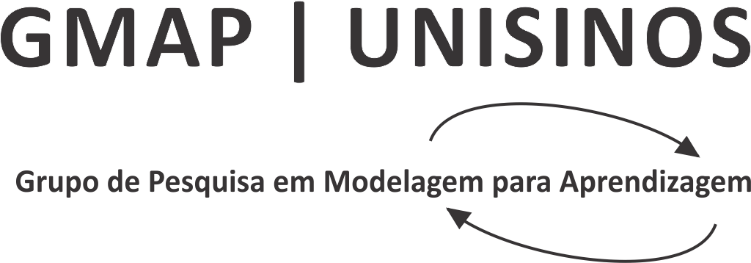 GMAP | UNISINOS
Grupo de Pesquisa em Modelagem para Aprendizagem